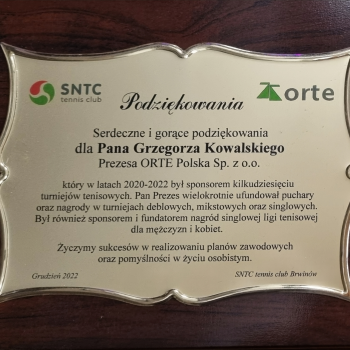 SNTC
tennis club
orte
Podziękowania
Serdeczne i gorące podziękowania
dla Pana Grzegorza Kowalskiego
Prezesa ORTE Polska Sp. z o.o.
który w latach 2020-2022 był sponsorem kilkudziesięciu
turniejów tenisowych. Pan Prezes wielokrotnie ufundował puchary
oraz nagrody w turniejach deblowych, mikstowych oraz singlowych.
Był również sponsorem i fundatorem nagród singlowej ligi tenisowej
dla mężczyzn i kobiet.
Życzymy sukcesów w realizowaniu planów zawodowych
oraz pomyślności w życiu osobistym.
Grudzień 2022
SNTC tennis club Brwinów